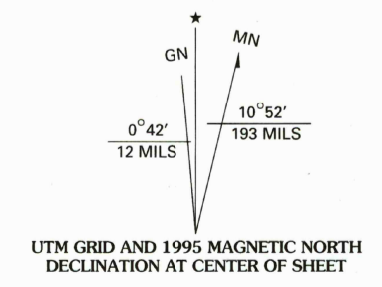 ★
GN
MN
0°42′
12 MILS
10°52′
193 MILS
UTM GRID AND 1995 MAGNETIC NORTH
DECLINATION AT CENTER OF SHEET